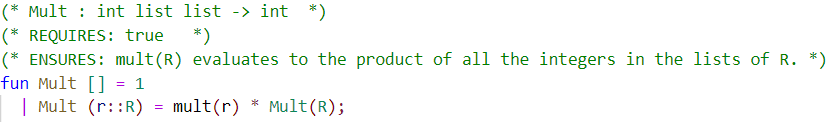 (* Mult : int list list -> int  *)
(* REQUIRES: true   *)
(* ENSURES: mult(R) evaluates to the product of all the integers in the lists of R. *)
fun Mult [] = 1
  | Mult (r::R) = mult(r) * Mult(R);